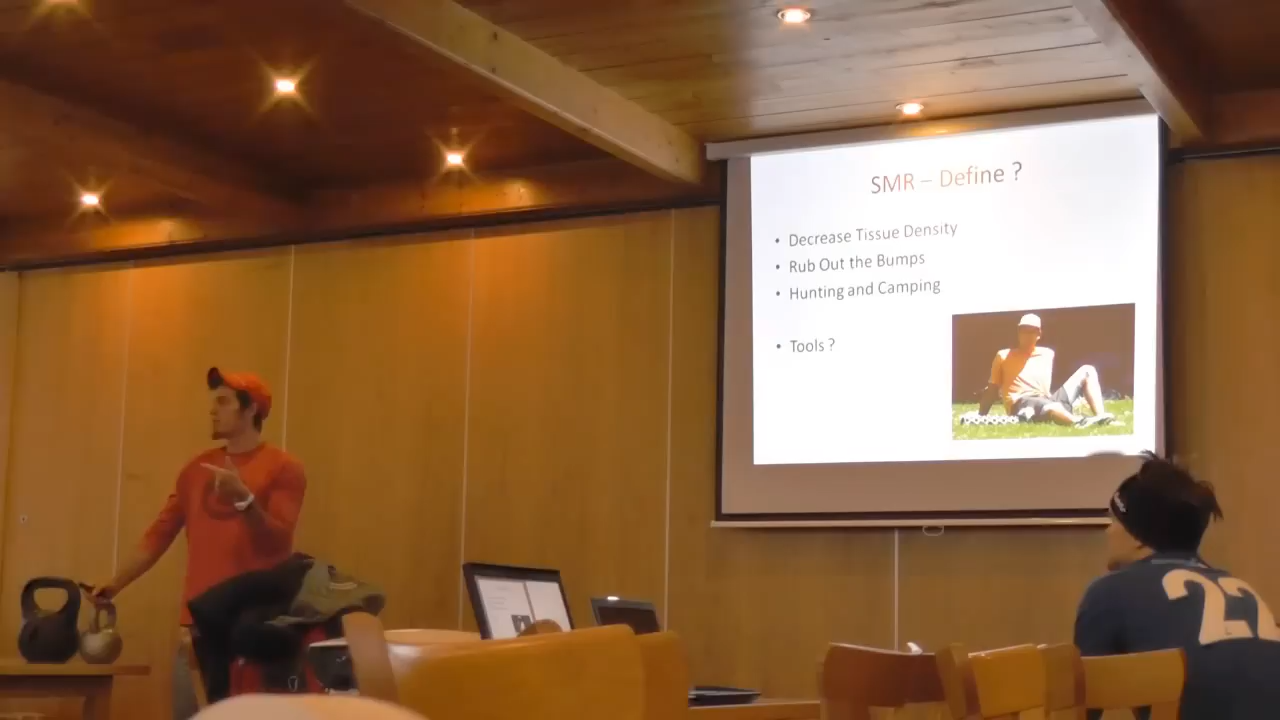 SMR – Define ?
• Decrease Tissue Density
• Rub Out the Bumps
• Hunting and Camping
• Tools ?
22